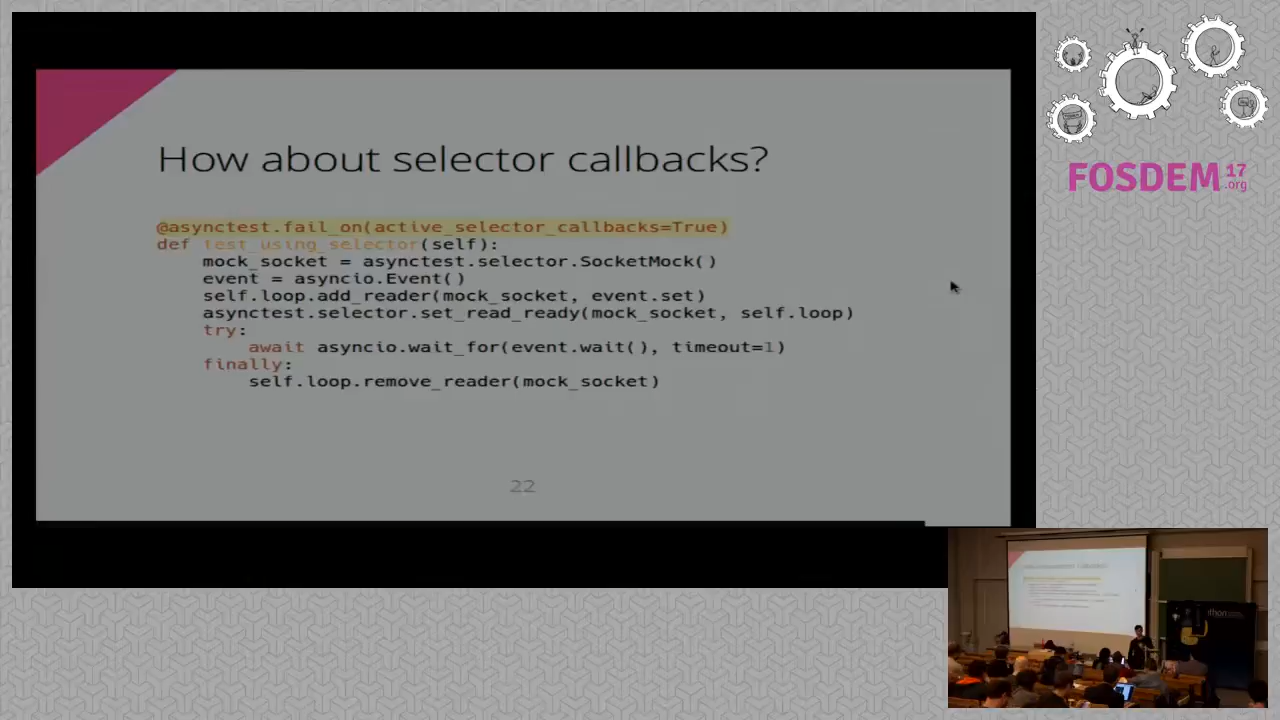 How about selector callbacks?
@asynctest.fail_on(active_selector_callbacks=True)
def test_using_selector(self):
mock_socket = asynctest.selector.SocketMock()
event = asyncio.Event()
self.loop.add_reader(mock_socket, event.set)
asynctest.selector.set_read_ready(mock_socket, self.loop)
try:
await asyncio.wait_for(event.wait(), timeout=1)
finally:
self.loop.remove_reader(mock_socket)
22
FOSDEM 17
.org